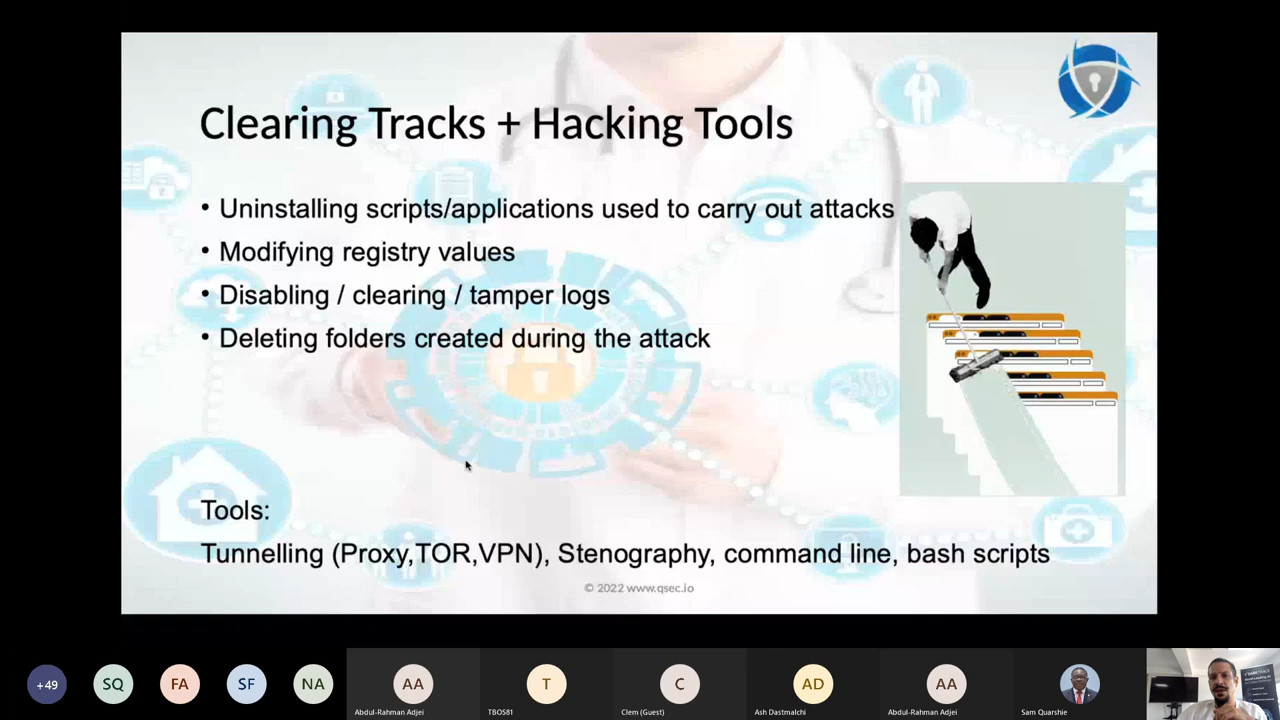 Clearing Tracks + Hacking Tools
• Uninstalling scripts/applications used to carry out attacks
• Modifying registry values
• Disabling / clearing / tamper logs
• Deleting folders created during the attack
Tools:
Tunnelling (Proxy,TOR,VPN), Stenography, command line, bash scripts
© 2022 www.qsec.io
+49
SQ
FA
SF
NA
AA
T
C
AD
AA
Abdul-Rahman Adjei
TBOS81
Clem (Guest)
Ash Dastmalchi
Abdul-Rahman Adjei
Sam Quarshie